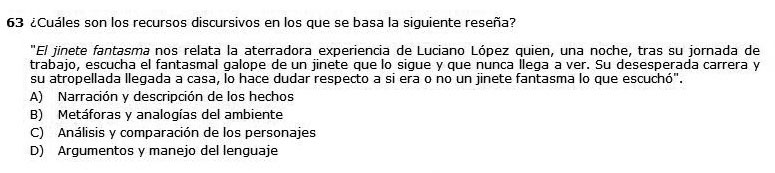 63 ¿Cuáles son los recursos discursivos en los que se basa la siguiente reseña?
"El jinete fantasma nos relata la aterradora experiencia de Luciano López quien, una noche, tras su jornada de
trabajo, escucha el fantasmal galope de un jinete que lo sigue y que nunca llega a ver. Su desesperada carrera y
su atropellada llegada a casa, lo hace dudar respecto a si era o no un jinete fantasma lo que escuchó".
A) Narración y descripción de los hechos
B) Metáforas y analogías del ambiente
C) Análisis y comparación de los personajes
D) Argumentos y manejo del lenguaje